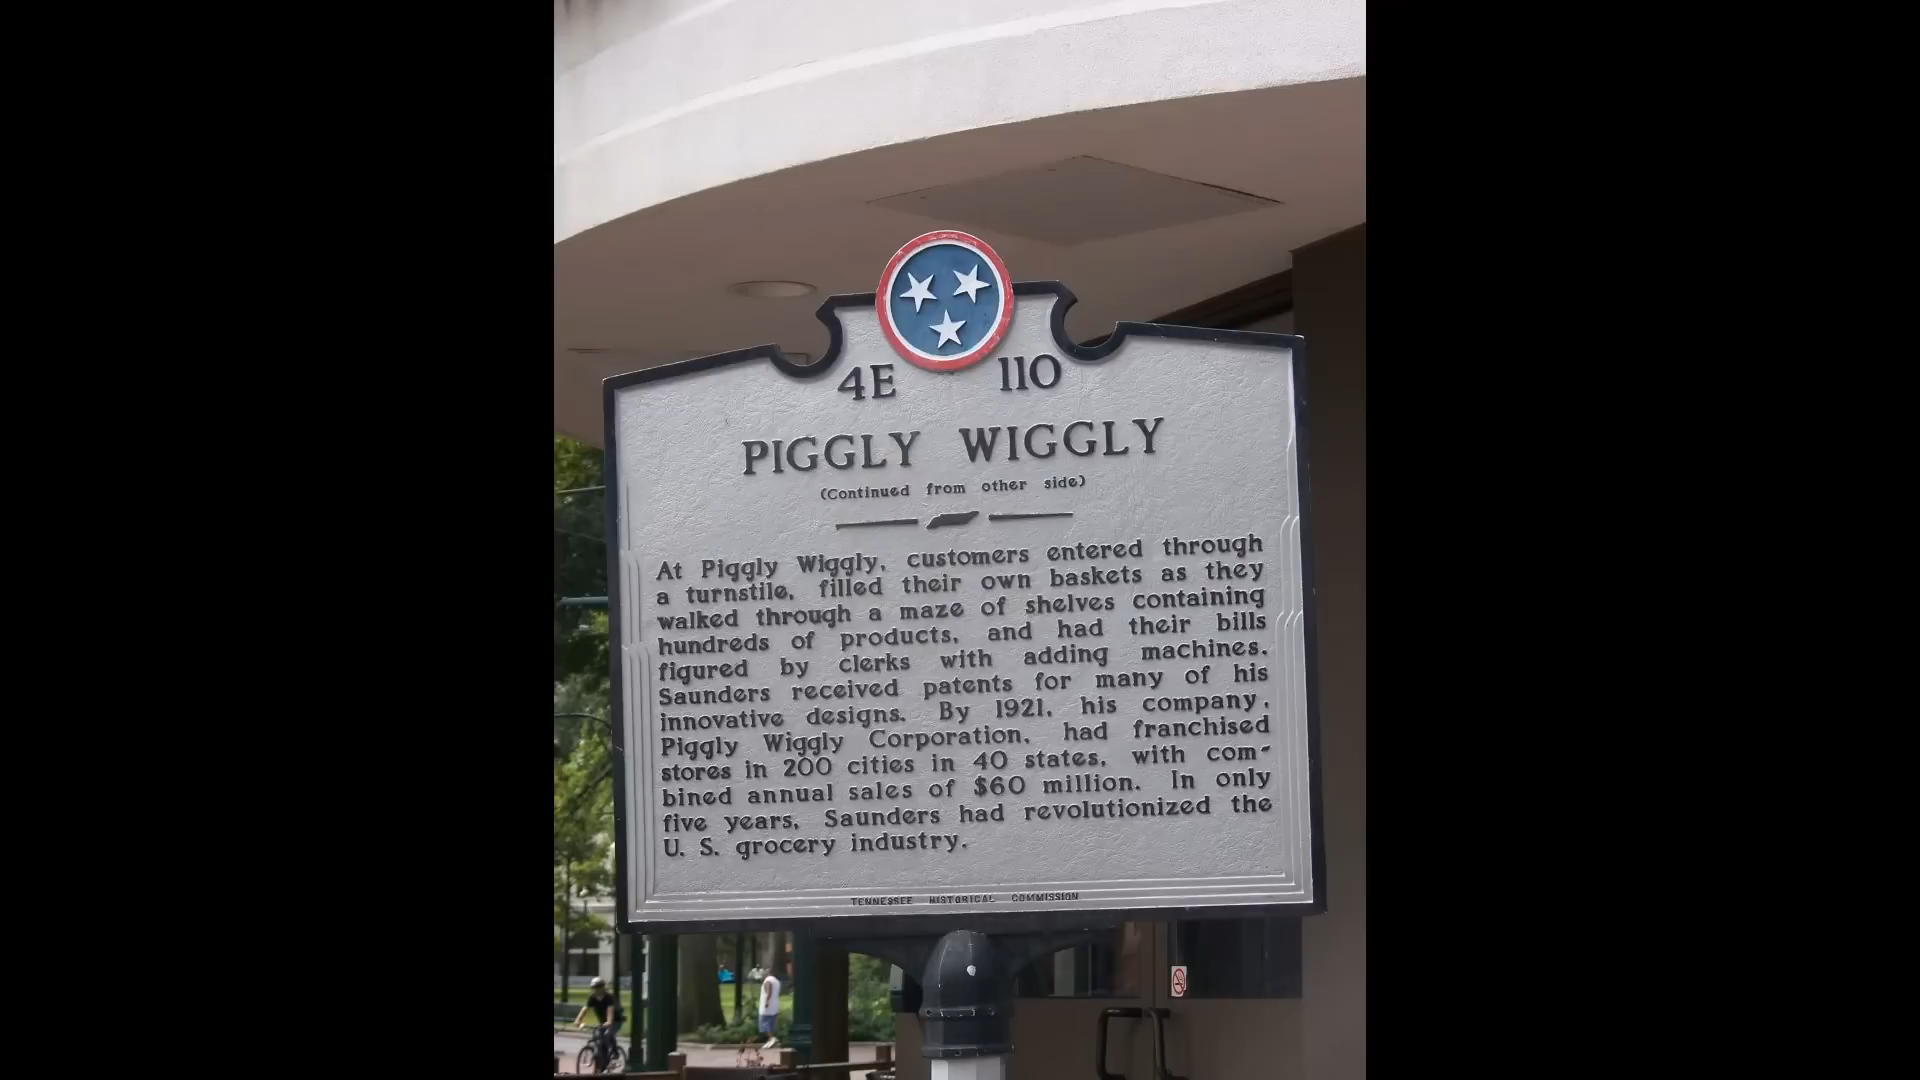 4E 110
PIGGLY WIGGLY
(Continued from other side)
At Piggly Wiggly, customers entered through
a turnstile, filled their own baskets as they
walked through a maze of shelves containing
hundreds of products, and had their bills
figured by clerks with adding machines.
Saunders received patents for many of his
innovative designs. By 1921, his company,
Piggly Wiggly Corporation, had franchised
stores in 200 cities in 40 states, with com-
bined annual sales of $60 million. In only
five years, Saunders had revolutionized the
U. S. grocery industry.
TENNESSEE HISTORICAL COMMISSION